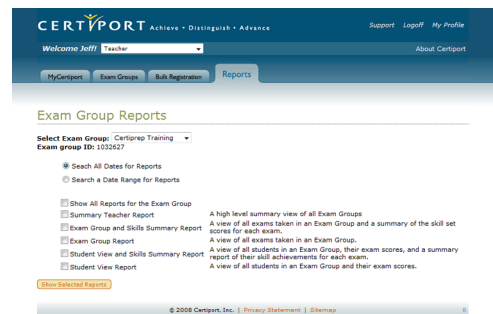 CERTIPORT Achieve • Distinguish • Advance
Support Logoff My Profile
Welcome Jeff! Teacher
About Certiport
MyCertiport Exam Groups Bulk Registration Reports
Exam Group Reports
Select Exam Group: Certiprep Training
Exam group ID: 1032627
Seach All Dates for Reports
Search a Date Range for Reports
Show All Reports for the Exam Group
Summary Teacher Report A high level summary view of all Exam Groups
Exam Group and Skills Summary Report A view of all exams taken in an Exam Group and a summary of the skill set
scores for each exam.
Exam Group Report A view of all exams taken in an Exam Group.
Student View and Skills Summary Report A view of all students in an Exam Group, their exam scores, and a summary
report of their skill achievements for each exam.
Student View Report A view of all students in an Exam Group and their exam scores.
Show Selected Reports
© 2008 Certiport, Inc. | Privacy Statement | Sitemap